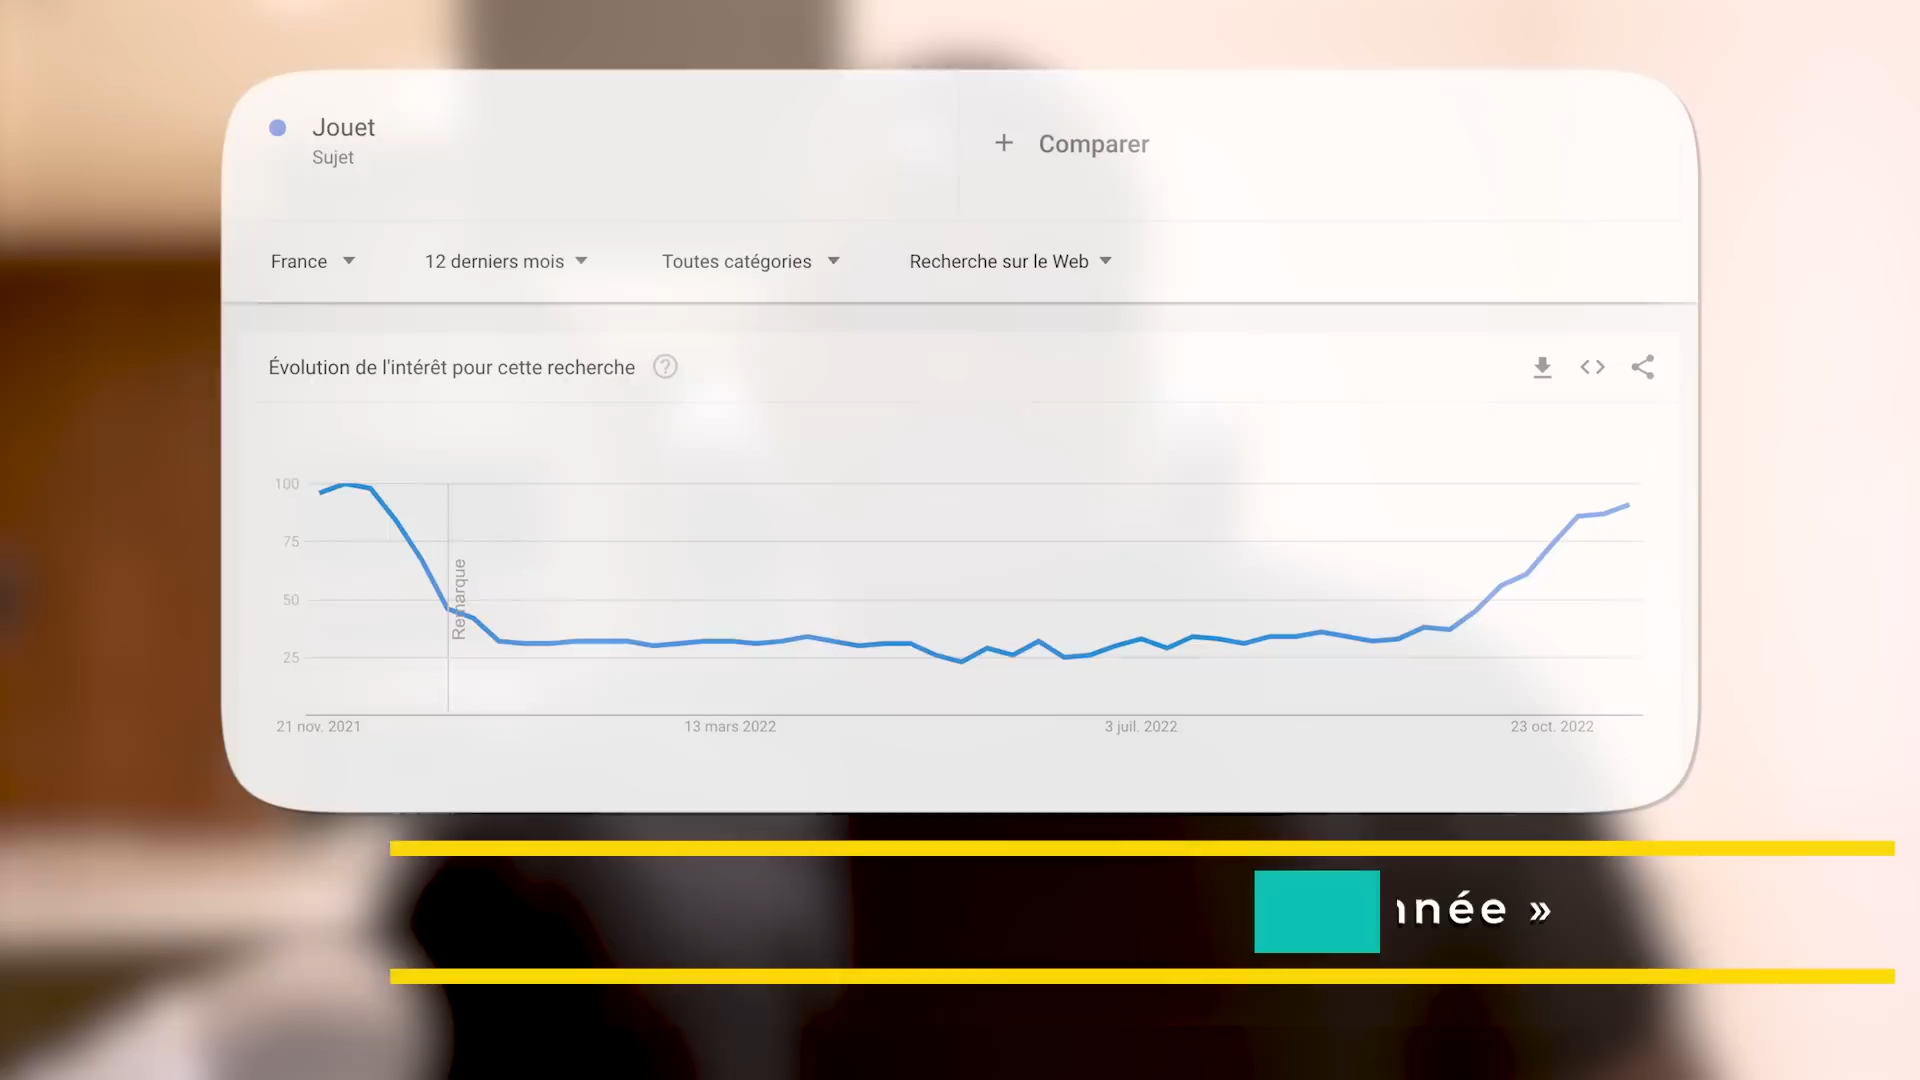 Jouet
Sujet
+ Comparer
France
12 derniers mois
Toutes catégories
Recherche sur le Web
Évolution de l'intérêt pour cette recherche
100
75
50
25
Remarque
21 nov. 2021
13 mars 2022
3 juil. 2022
23 oct. 2022
nnée »